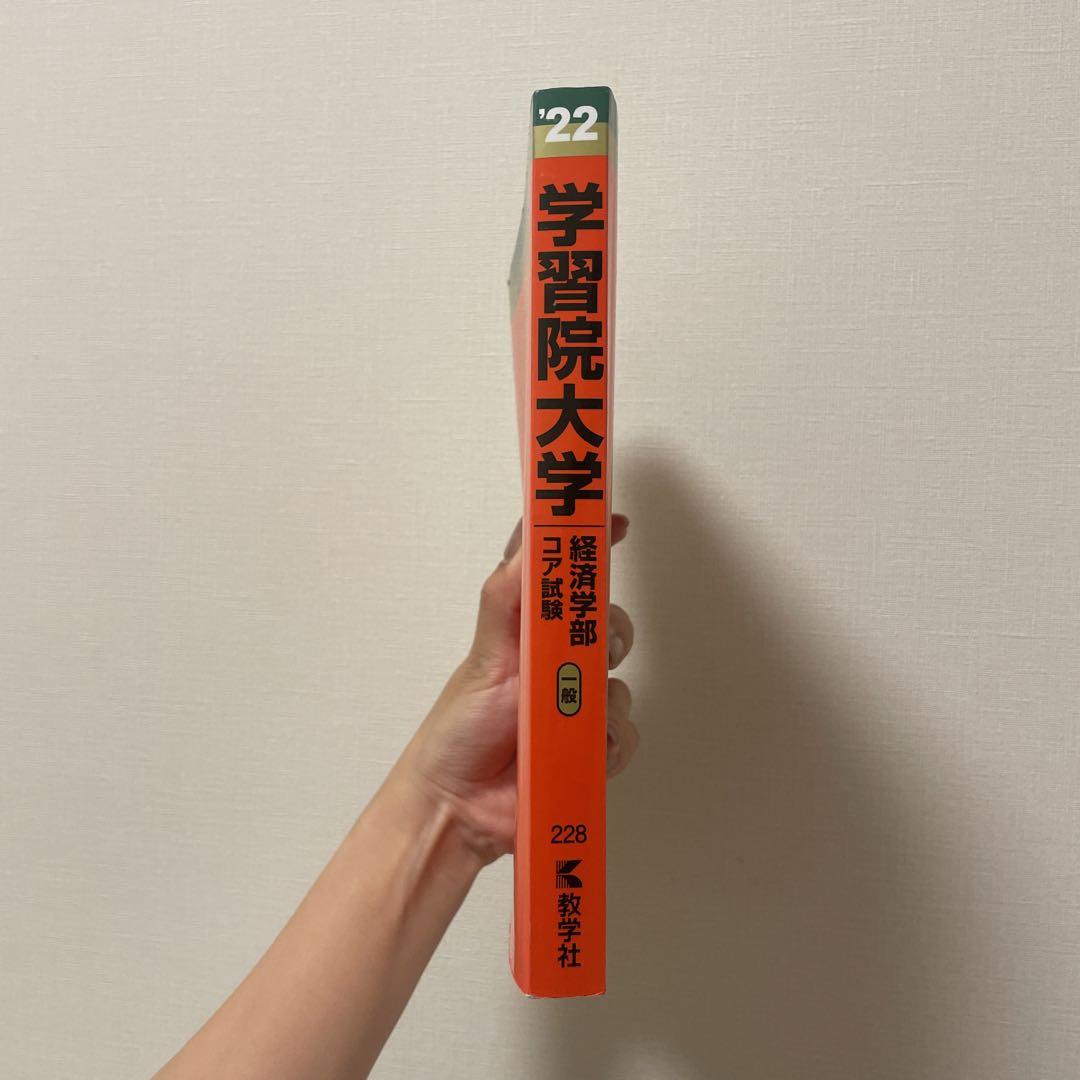 '22
学習院大学
経済学部
コア試験
一般
228
教学社